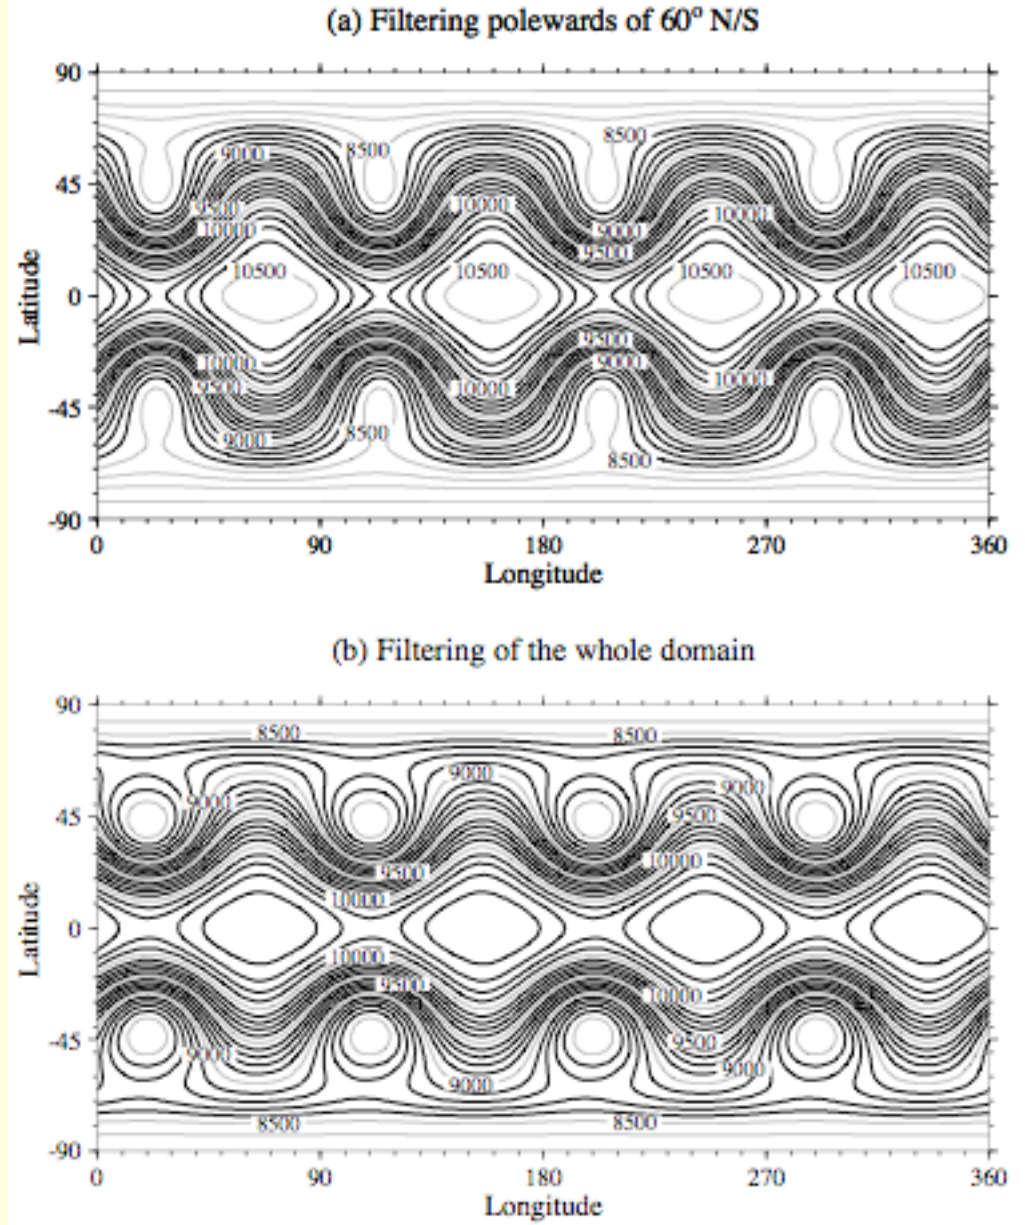 (a) Filtering polewards of 60° N/S
90
9000 8500 8500
45
9500 10000 10000
10000 9000
9500
10500 10500 10500 10500
0
9500
10000 9000
9500 10000 10000
-45
9000 8500
8500
-90
0 90 180 270 360
Longitude
Latitude
(b) Filtering of the whole domain
90
8500 8500
9000 9000
9000
45 9500
10000
9500
10000
0
10000
9500
10000
-45 9500
9000 9000
9000
8500 8500
-90
0 90 180 270 360
Longitude
Latitude